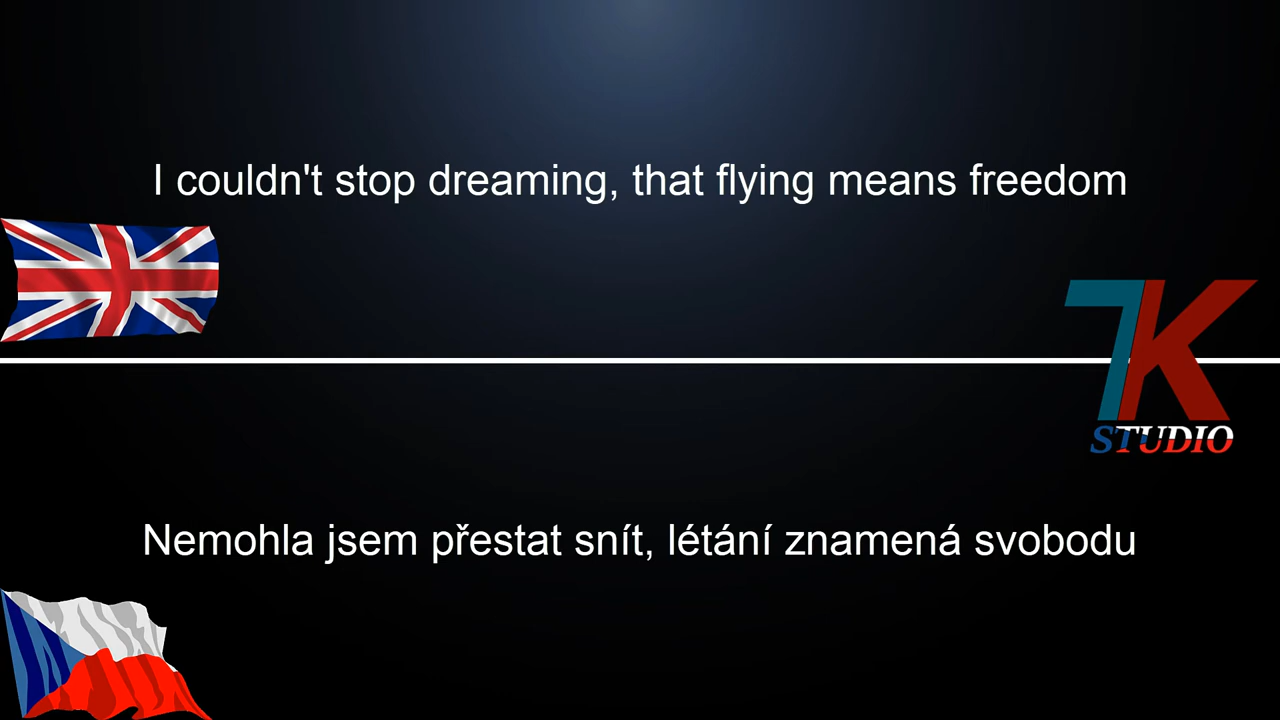 I couldn't stop dreaming, that flying means freedom
7K
STUDIO
Nemohla jsem přestat snít, létání znamená svobodu